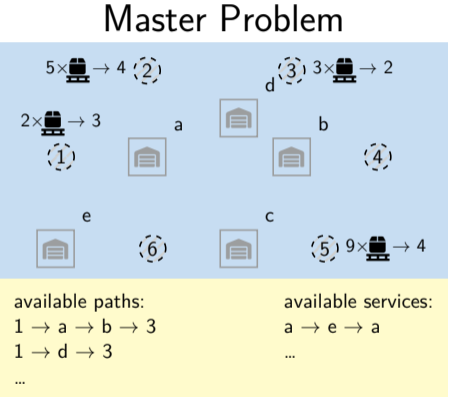 Master Problem
5× → 4 2
3 3× → 2
d
2× → 3
a
b
1
4
e
c
6
5 9× → 4
available paths:
1 → a → b → 3
1 → d → 3
...
available services:
a → e → a
...